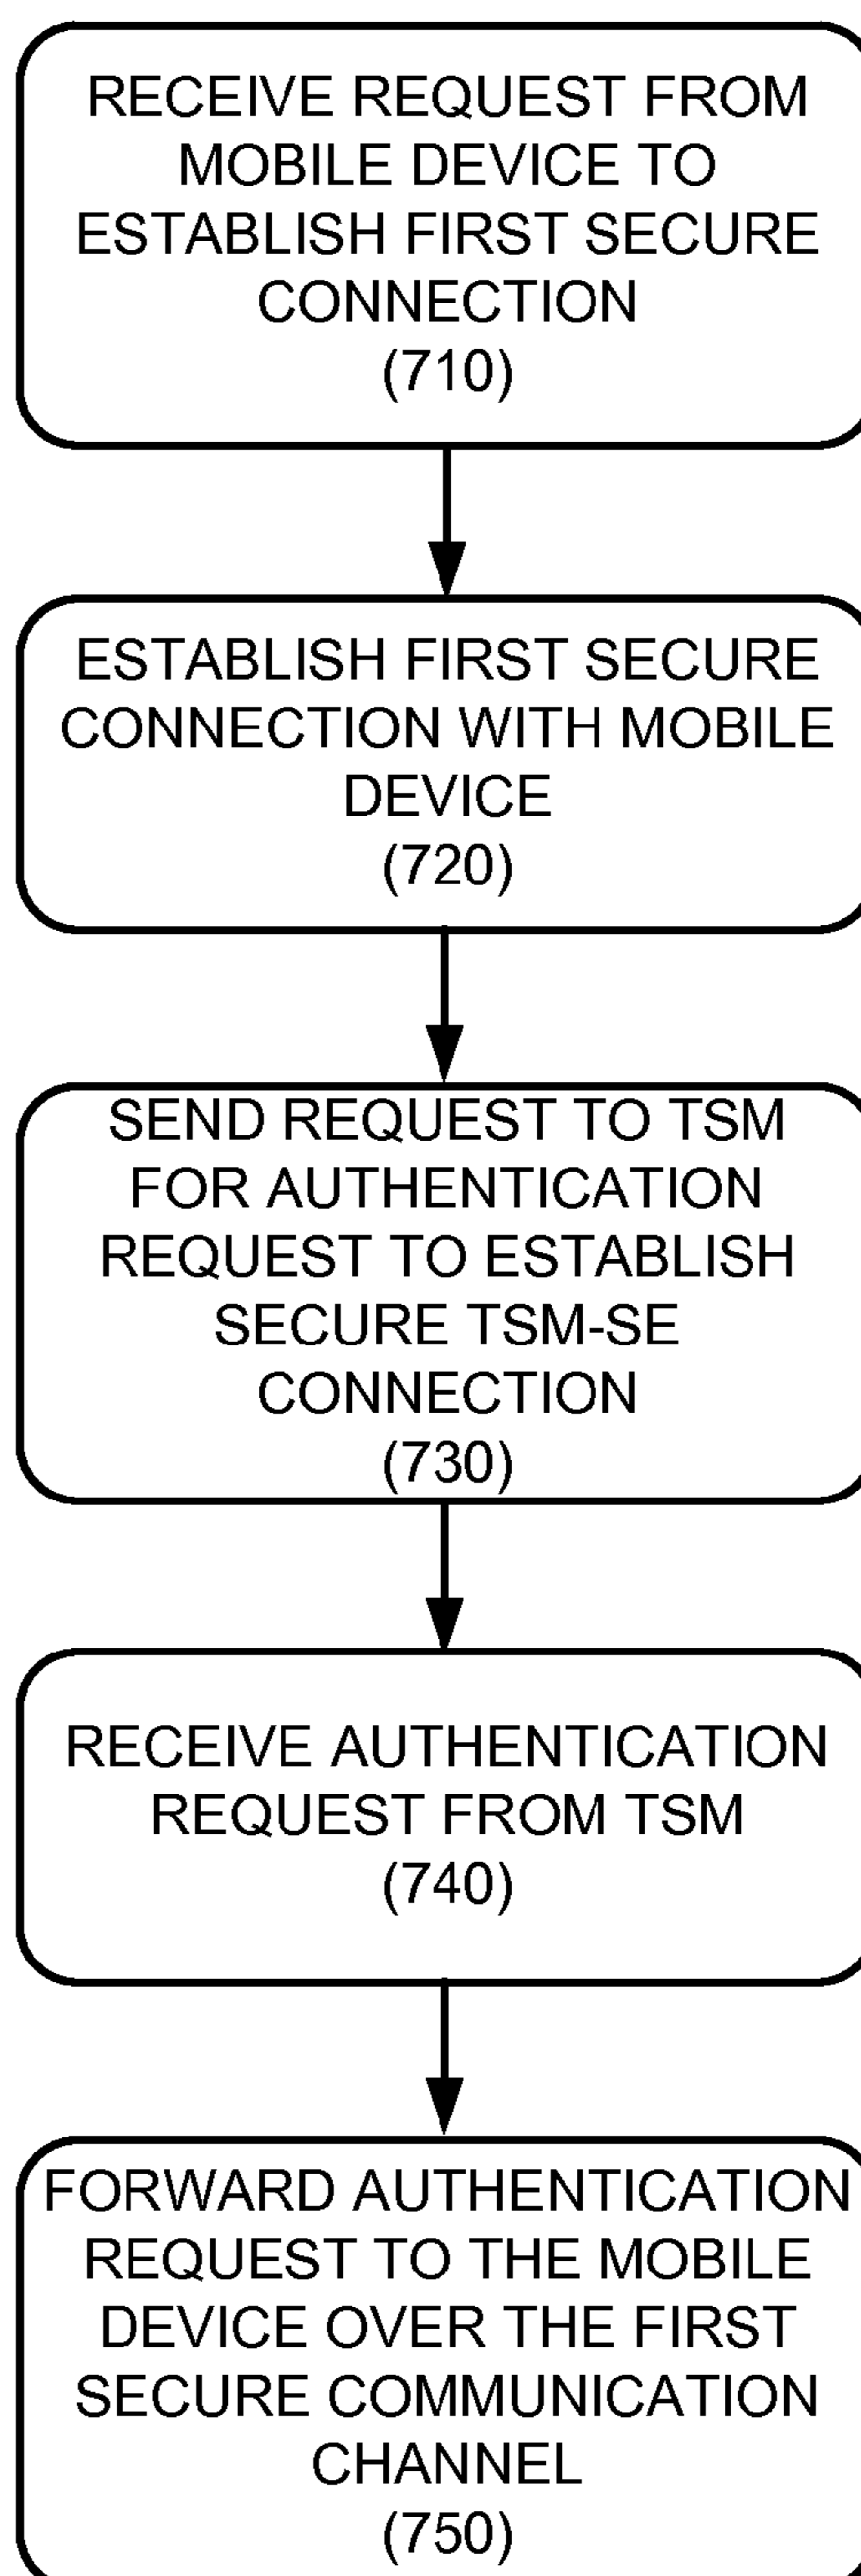 RECEIVE REQUEST FROM
MOBILE DEVICE TO
ESTABLISH FIRST SECURE
CONNECTION
(710)
ESTABLISH FIRST SECURE
CONNECTION WITH MOBILE
DEVICE
(720)
SEND REQUEST TO TSM
FOR AUTHENTICATION
REQUEST TO ESTABLISH
SECURE TSM-SE
CONNECTION
(730)
RECEIVE AUTHENTICATION
REQUEST FROM TSM
(740)
FORWARD AUTHENTICATION
REQUEST TO THE MOBILE
DEVICE OVER THE FIRST
SECURE COMMUNICATION
CHANNEL
(750)